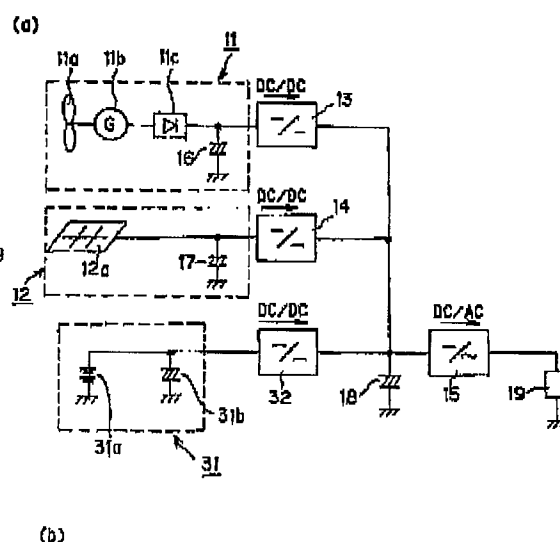 (a)
11
11a 11b 11c
DC/DC
13
G
16
DC/DC
14
12a
17
12
DC/DC
DC/AC
32
18
15
19
31a
31b
31
(b)